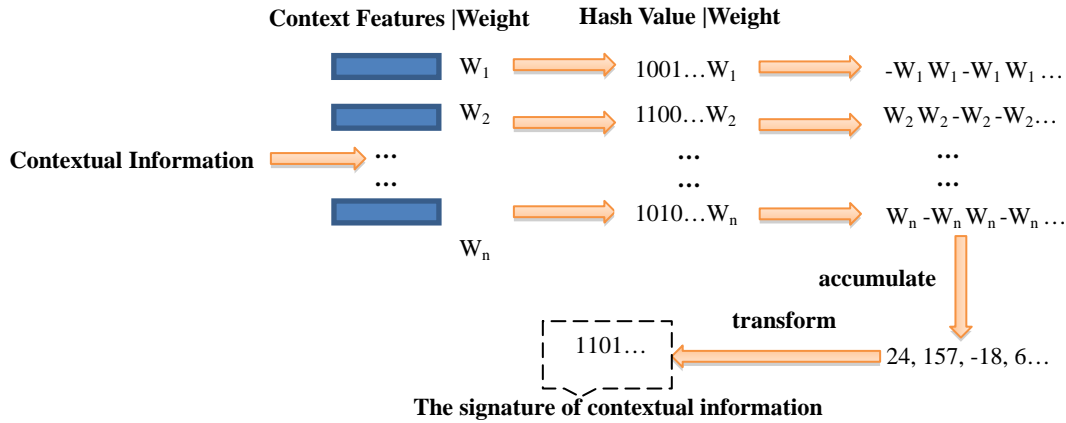 Context Features |Weight Hash Value |Weight
W1 1001…W1 -W1 W1 -W1 W1 …
W2 1100…W2 W2 W2 -W2 -W2…
Contextual Information ... ... ...
... ... ...
1010…Wn Wn -Wn Wn -Wn …
Wn
accumulate
transform
1101… 24, 157, -18, 6…
The signature of contextual information